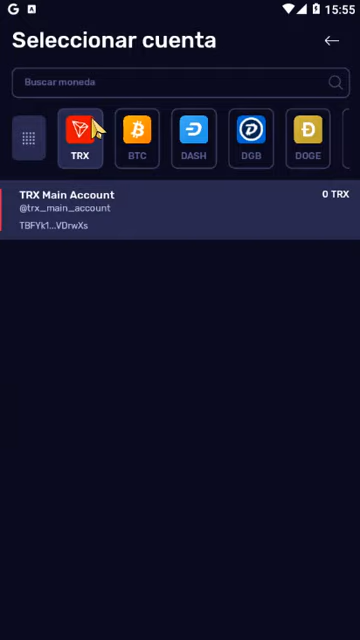 15:55
Seleccionar cuenta
Buscar moneda
TRX
BTC
DASH
DGB
DOGE
TRX Main Account
0 TRX
@trx_main_account
TBFYk1...VDrwXs